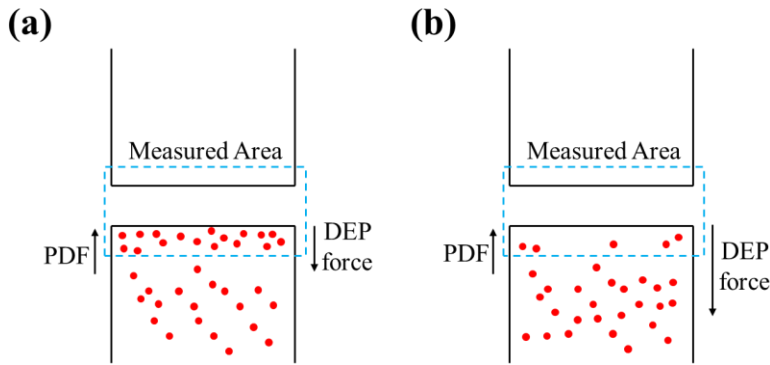 (a)
Measured Area
PDF
DEP
force
(b)
Measured Area
PDF
DEP
force